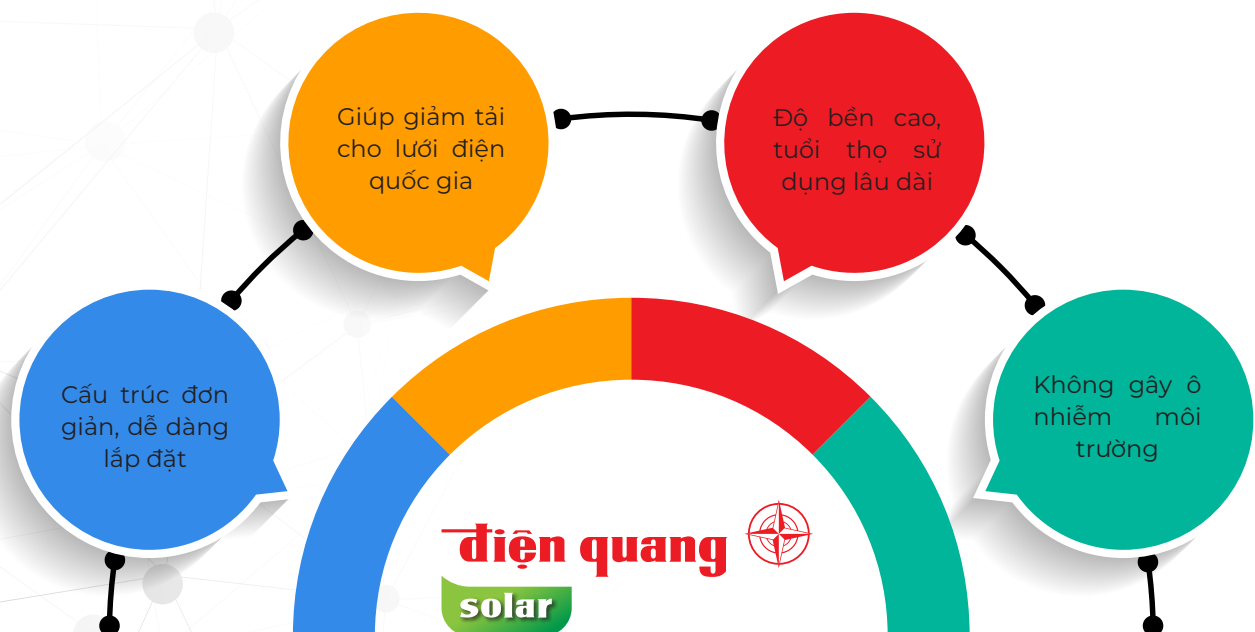 Giúp giảm tải
cho lưới điện
quốc gia
Độ bền cao,
tuổi thọ sử
dụng lâu dài
Cấu trúc đơn
giản, dễ dàng
lắp đặt
Không gây ô
nhiễm môi
trường
điện quang
solar